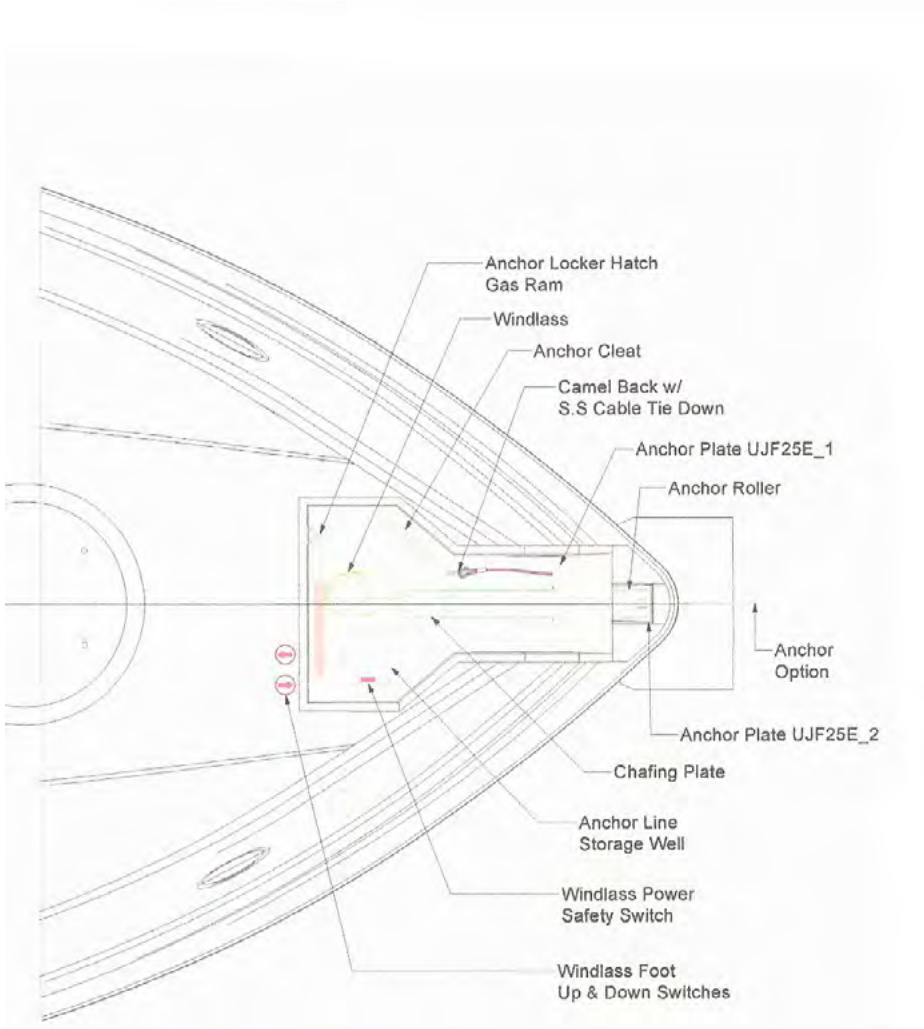 Anchor Locker Hatch
Gas Ram
Windlass
Anchor Cleat
Camel Back w/
S.S Cable Tie Down
Anchor Plate UJF25E_1
Anchor Roller
Anchor
Option
Anchor Plate UJF25E_2
Chafing Plate
Anchor Line
Storage Well
Windlass Power
Safety Switch
Windlass Foot
Up & Down Switches